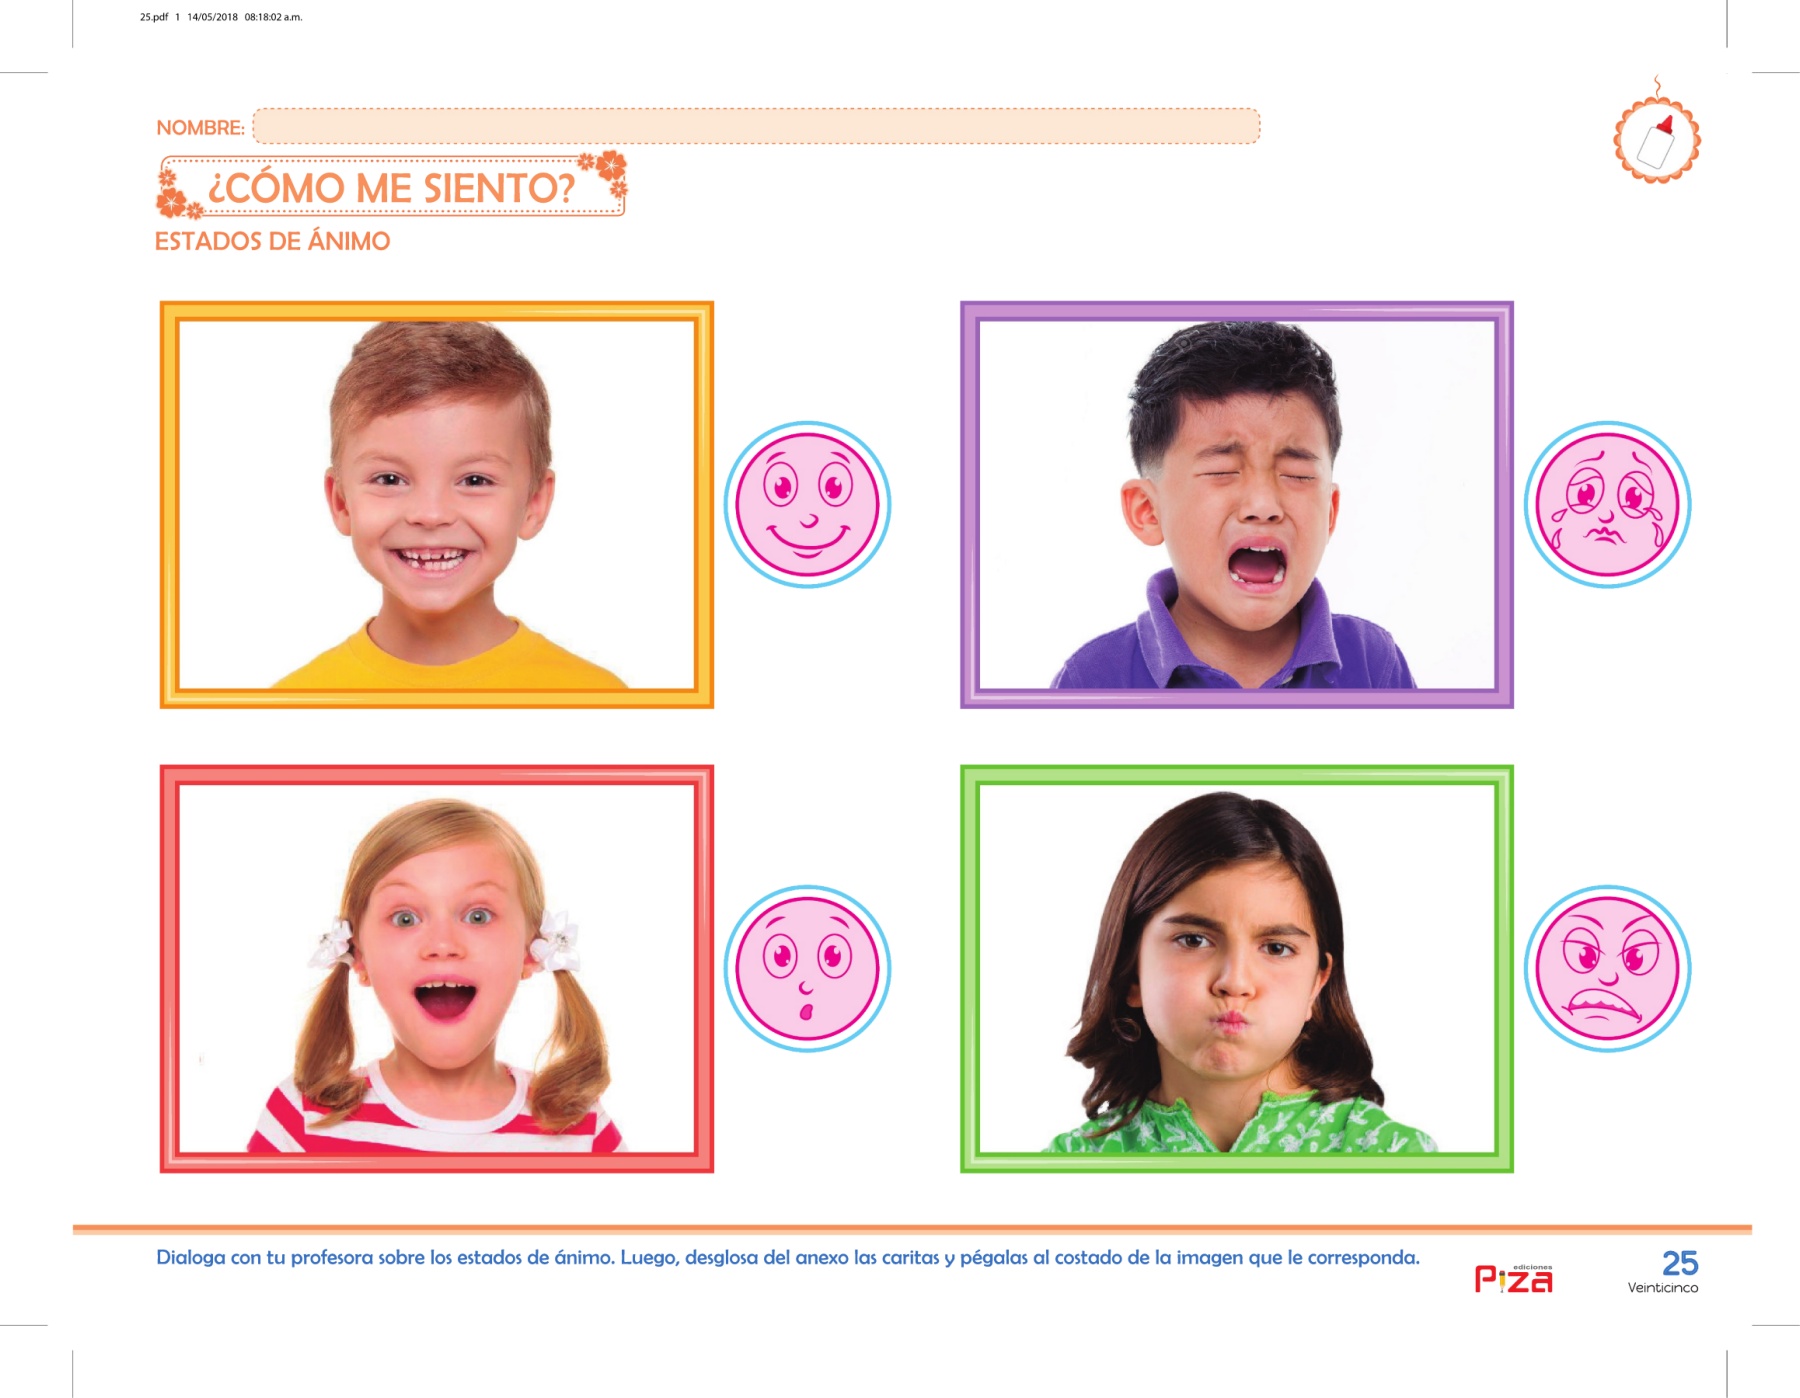 25.pdf 1 14/05/2018 08:18:02 a.m.
NOMBRE:
¿CÓMO ME SIENTO?
ESTADOS DE ÁNIMO
Dialoga con tu profesora sobre los estados de ánimo. Luego, desglosa del anexo las caritas y pégalas al costado de la imagen que le corresponda.
ediciones
Piza
25
Veinticinco